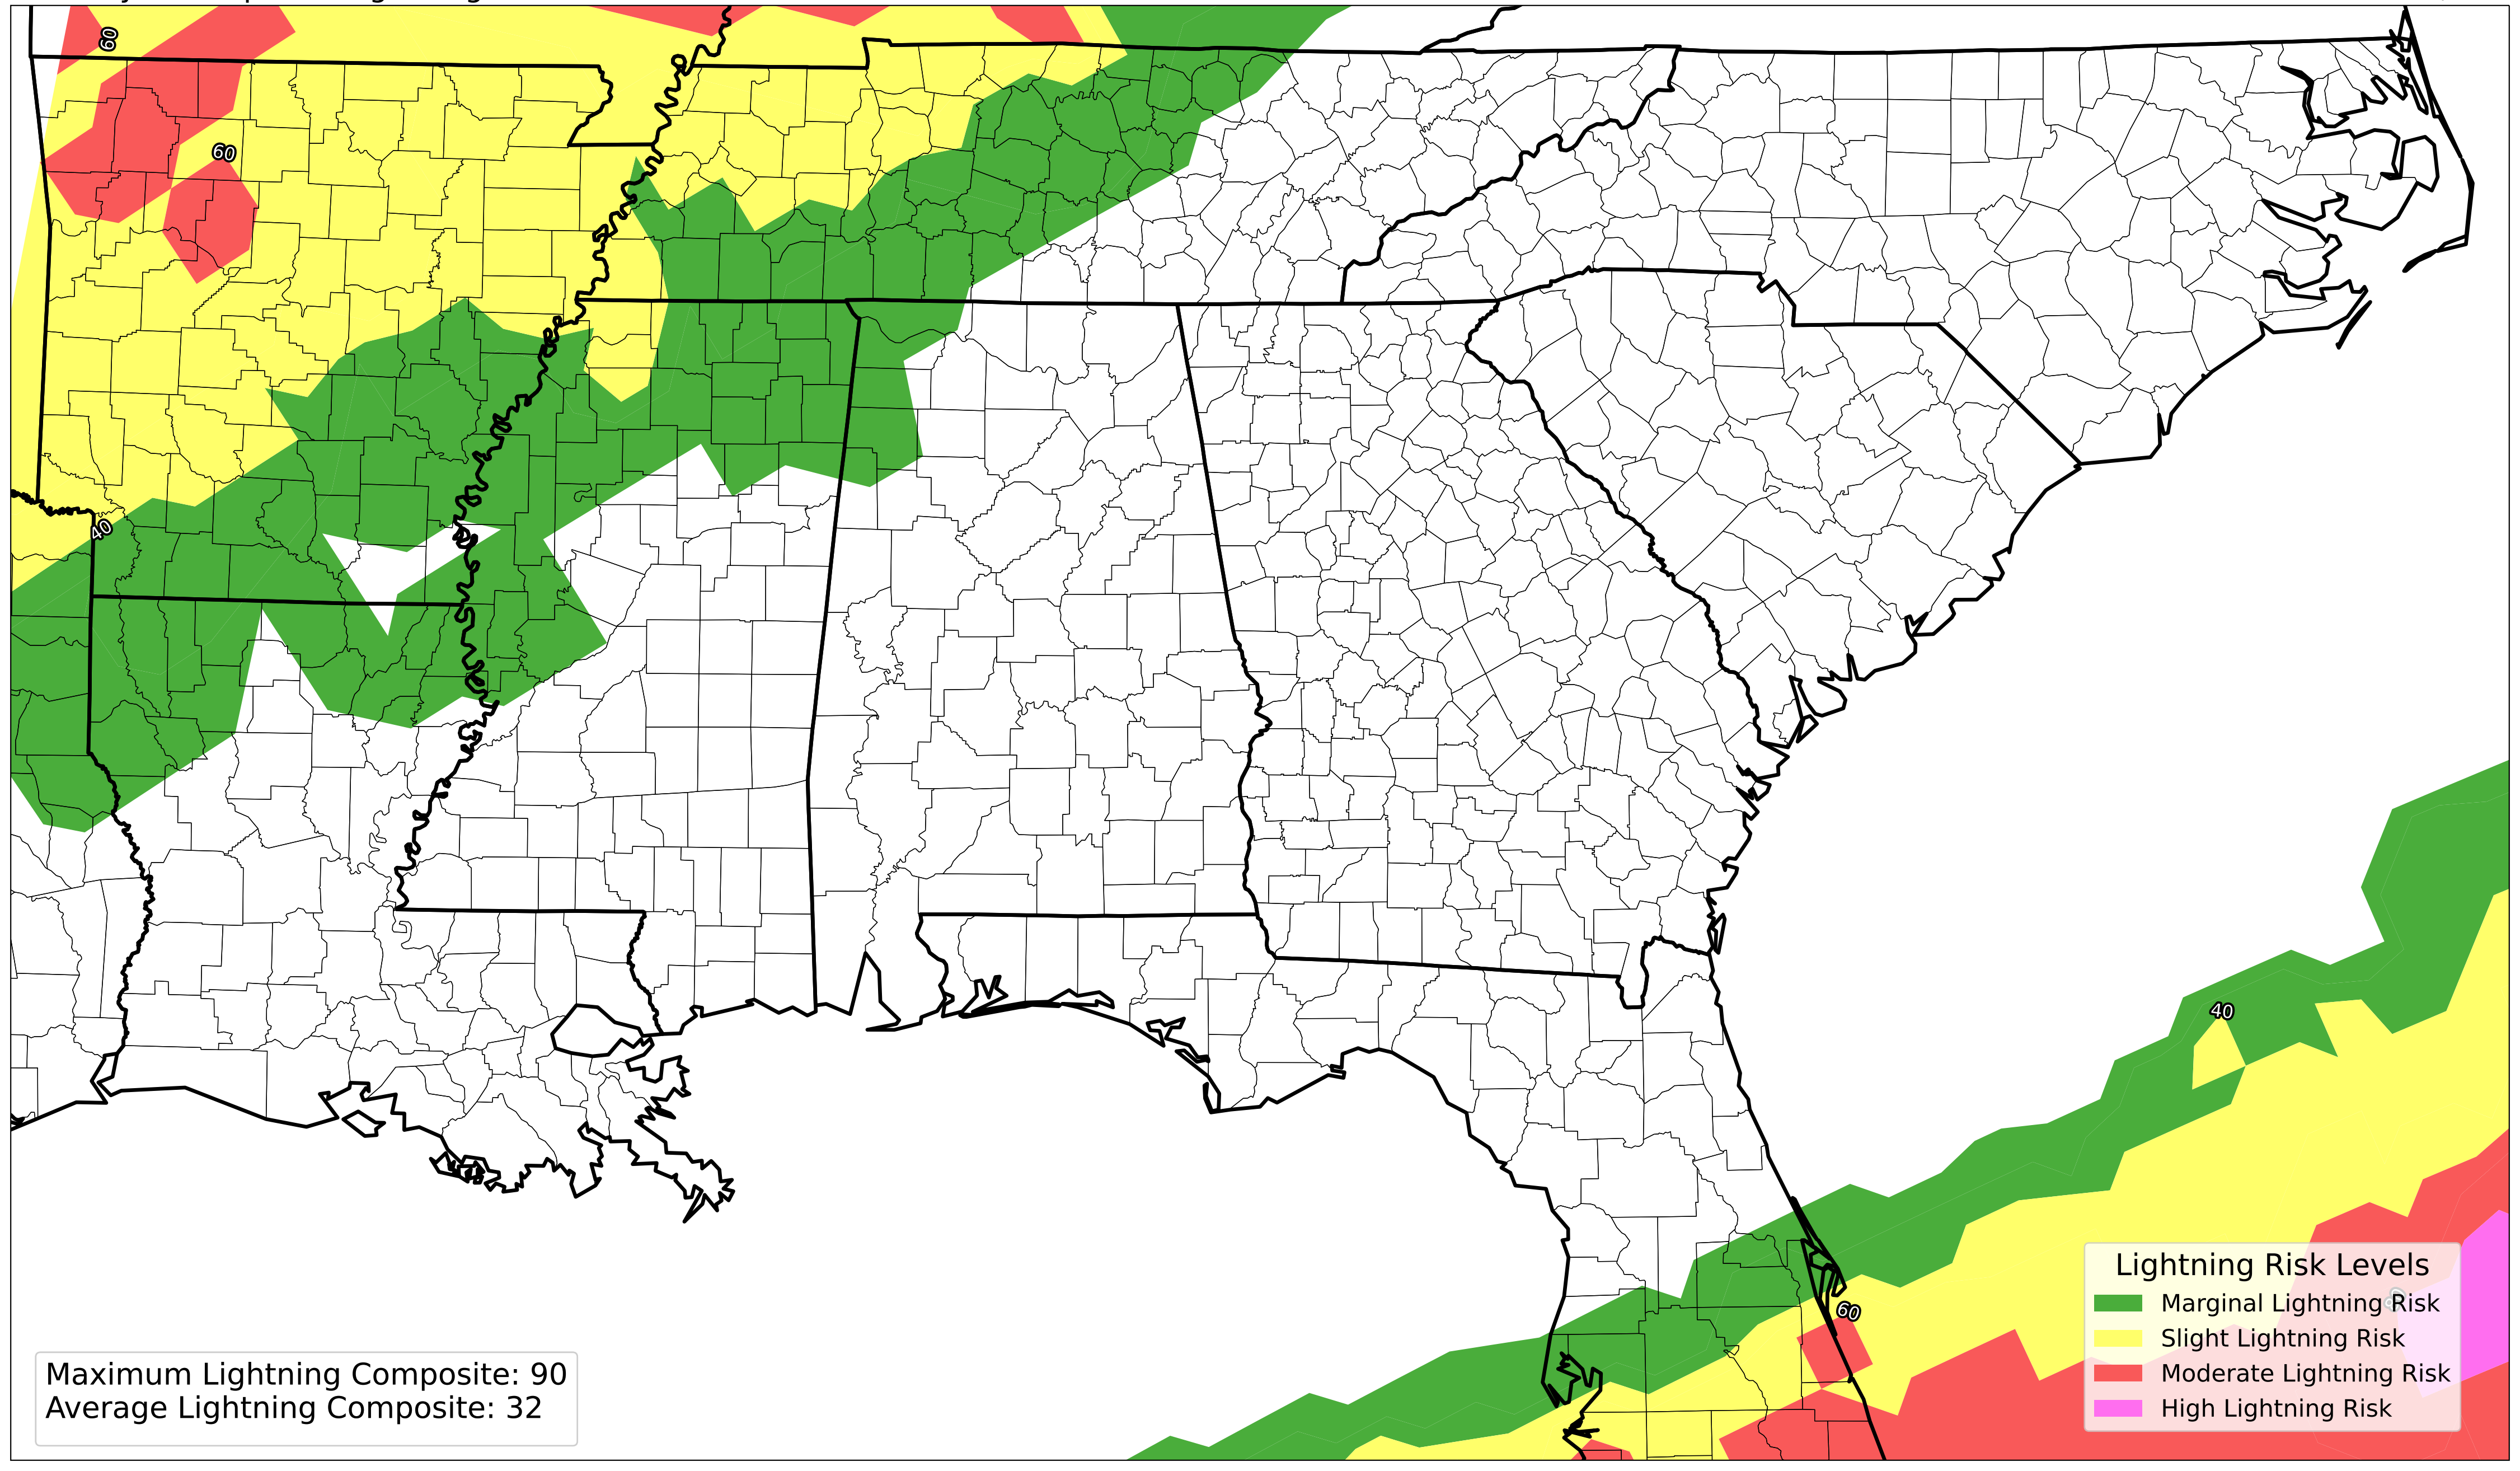 60
60
40
40
60
Lightning Risk Levels
Marginal Lightning Risk
Slight Lightning Risk
Moderate Lightning Risk
High Lightning Risk
Maximum Lightning Composite: 90
Average Lightning Composite: 32